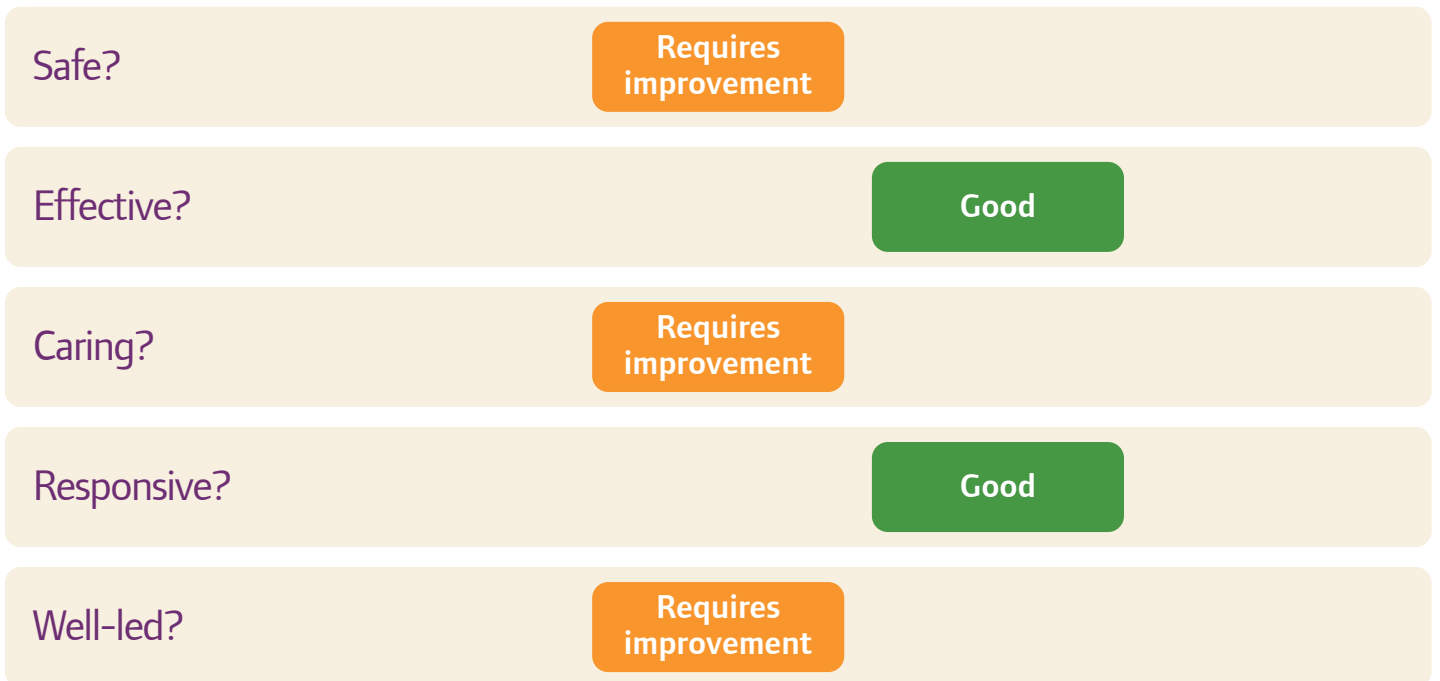 Safe?
Requires
improvement
Effective?
Good
Caring?
Requires
improvement
Responsive?
Good
Well-led?
Requires
improvement